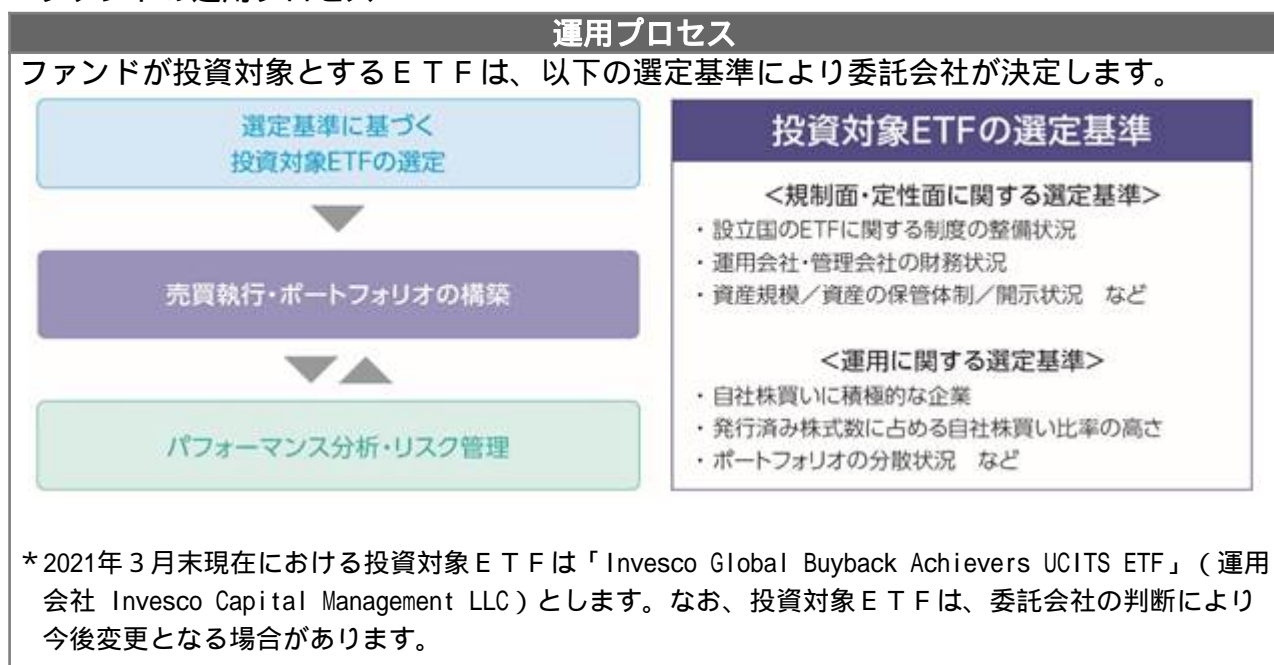 運用プロセス
ファンドが投資対象とするＥＴＦは、以下の選定基準により委託会社が決定します。
選定基準に基づく
投資対象ETFの選定
売買執行・ポートフォリオの構築
パフォーマンス分析・リスク管理
投資対象ETFの選定基準
＜規制面・定性面に関する選定基準＞
・設立国のETFに関する制度の整備状況
・運用会社・管理会社の財務状況
・資産規模／資産の保管体制／開示状況　など
＜運用に関する選定基準＞
・自社株買いに積極的な企業
・発行済み株式数に占める自社株買い比率の高さ
・ポートフォリオの分散状況　など
＊2021年３月末現在における投資対象ＥＴＦは「Invesco Global Buyback Achievers UCITS ETF」（運用
会社 Invesco Capital Management LLC）とします。なお、投資対象ＥＴＦは、委託会社の判断により
今後変更となる場合があります。